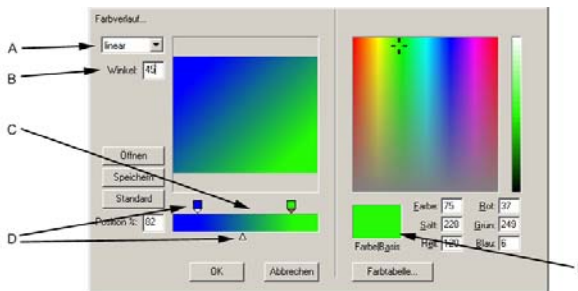 Farbverlauf...
A
linear
B
Winkel: 45
C
Öffnen
Speichern
Standard
Position %: 82
D
Farbe: 75 Rot: 37
Sätt: 228 Grün: 249
Farbe|Basis Hell: 120 Blau: 6
OK Abbrechen Farbtabelle...